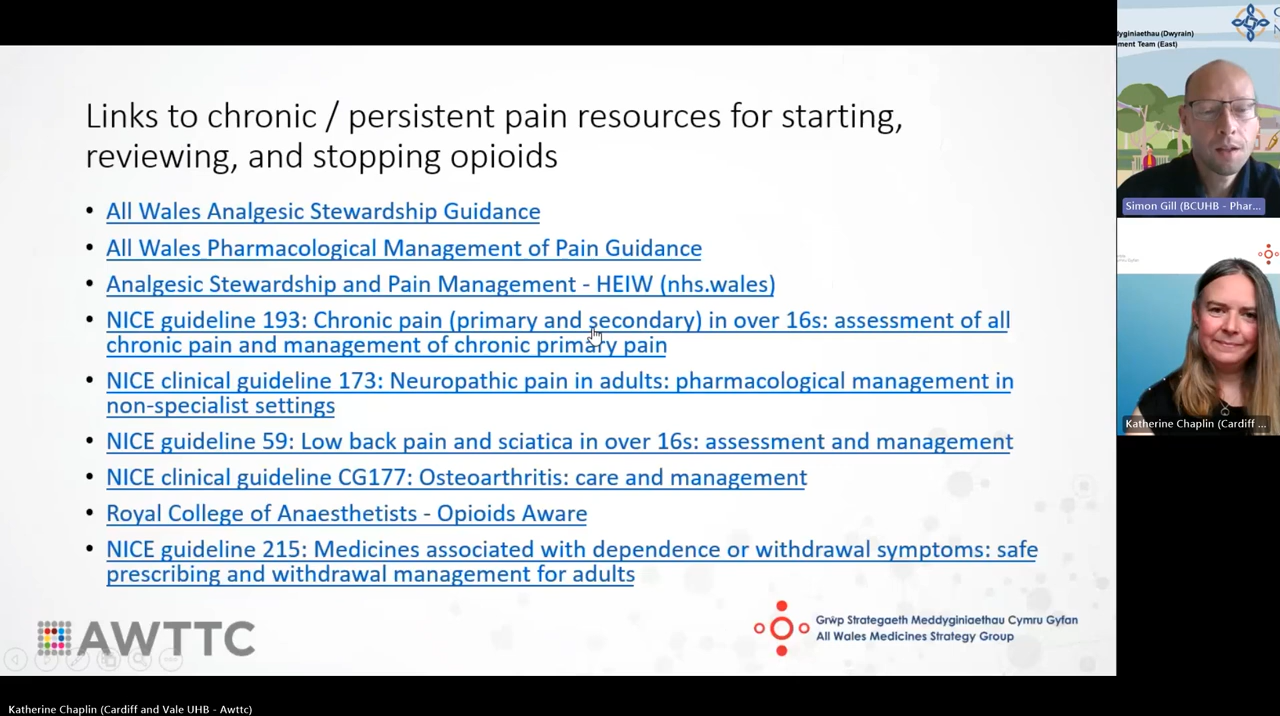 Links to chronic / persistent pain resources for starting,
reviewing, and stopping opioids
• All Wales Analgesic Stewardship Guidance
• All Wales Pharmacological Management of Pain Guidance
• Analgesic Stewardship and Pain Management - HEIW (nhs.wales)
• NICE guideline 193: Chronic pain (primary and secondary) in over 16s: assessment of all
chronic pain and management of chronic primary pain
• NICE clinical guideline 173: Neuropathic pain in adults: pharmacological management in
non-specialist settings
• NICE guideline 59: Low back pain and sciatica in over 16s: assessment and management
• NICE clinical guideline CG177: Osteoarthritis: care and management
• Royal College of Anaesthetists - Opioids Aware
• NICE guideline 215: Medicines associated with dependence or withdrawal symptoms: safe
prescribing and withdrawal management for adults
AWTTC
Grŵp Strategaeth Meddyginiaethau Cymru Gyfan
All Wales Medicines Strategy Group
(Dwyrain)
ment Team (East)
Simon Gill (BCUHB - Phar...
Katherine Chaplin (Cardiff ...
Katherine Chaplin (Cardiff and Vale UHB - Awttc)